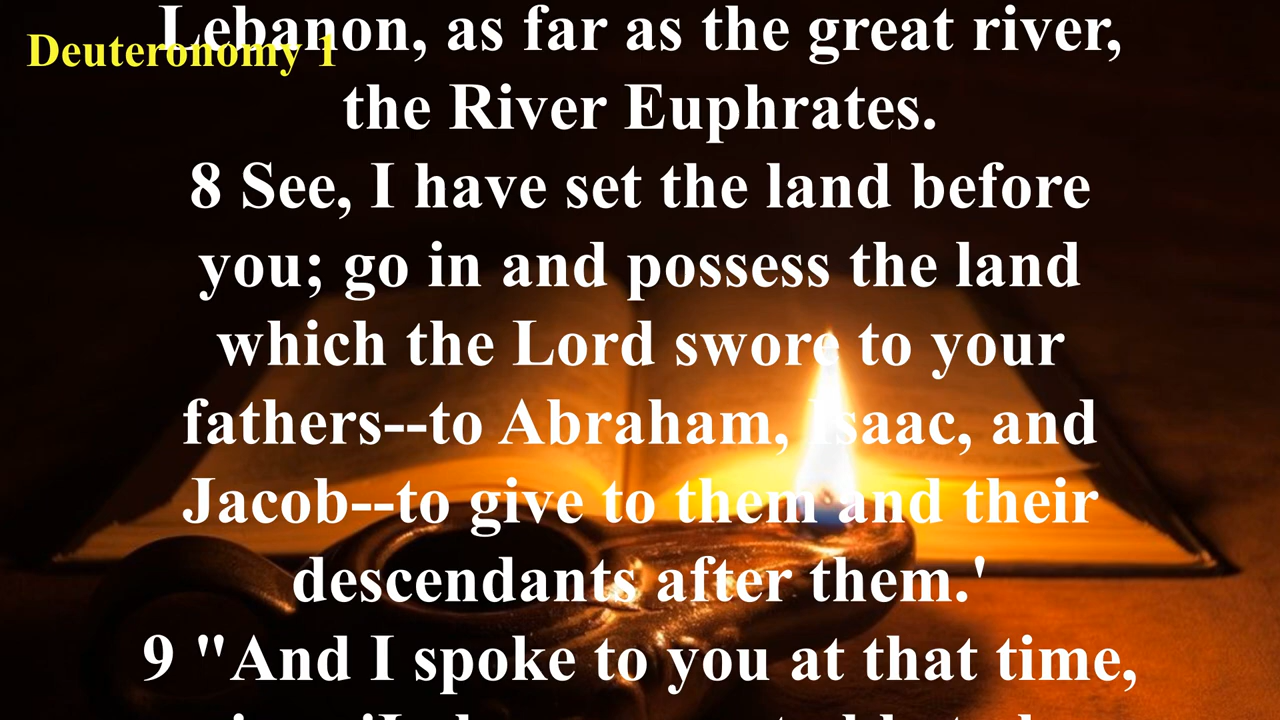 Deuteronomy 1
Lebanon, as far as the great river,
the River Euphrates.
8 See, I have set the land before
you; go in and possess the land
which the Lord swore to your
fathers--to Abraham, Isaac, and
Jacob--to give to them and their
descendants after them.'
9 "And I spoke to you at that time,